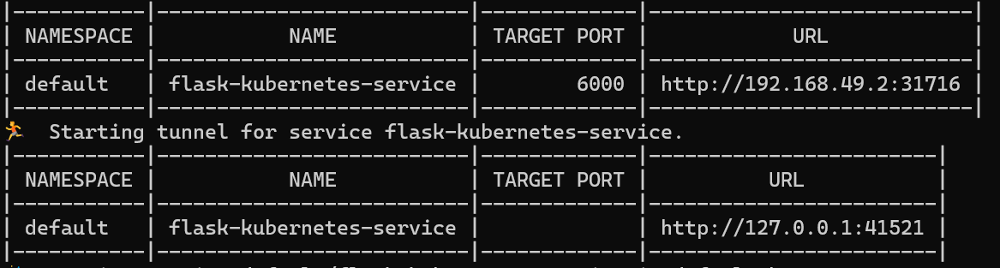 NAMESPACE | NAME | TARGET PORT | URL
default | flask-kubernetes-service | 6000 | http://192.168.49.2:31716
Starting tunnel for service flask-kubernetes-service.
NAMESPACE | NAME | TARGET PORT | URL
default | flask-kubernetes-service | | http://127.0.0.1:41521